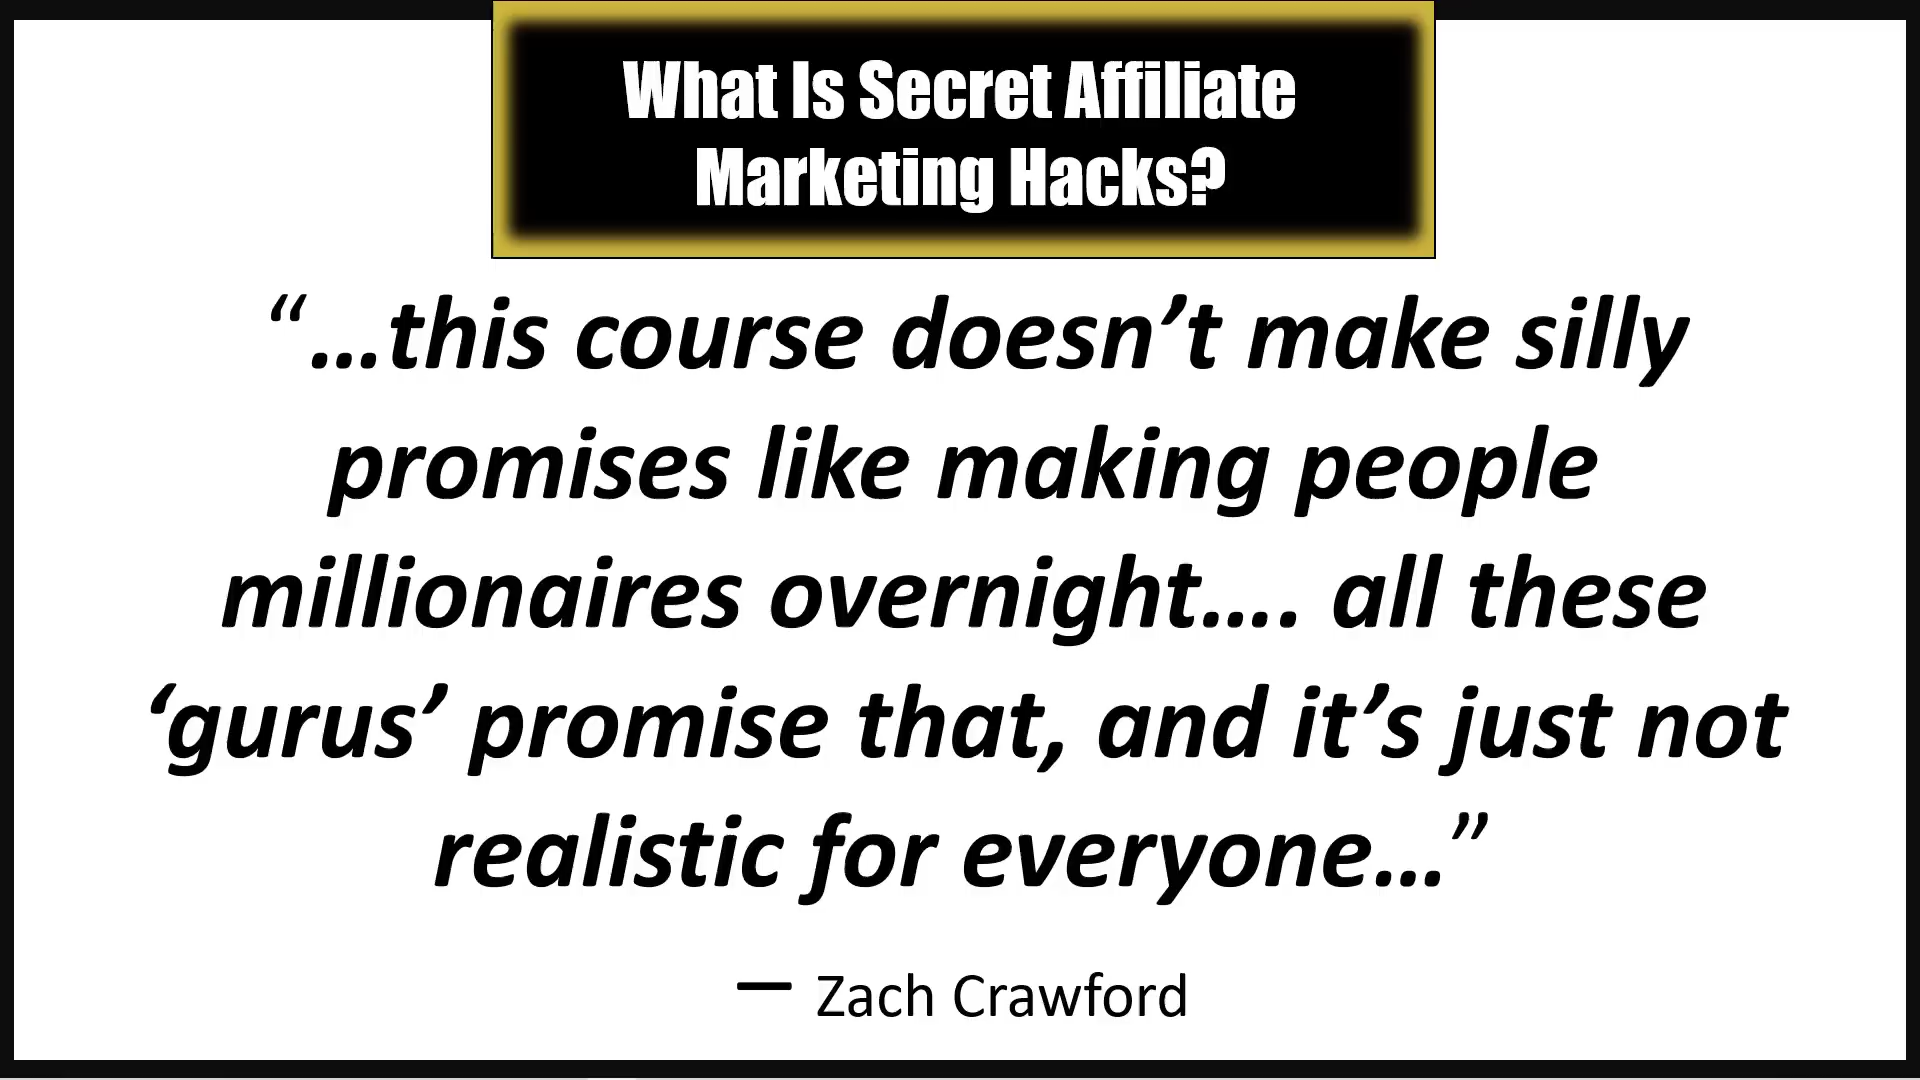 What Is Secret Affiliate
Marketing Hacks?
“…this course doesn’t make silly
promises like making people
millionaires overnight…. all these
‘gurus’ promise that, and it’s just not
realistic for everyone…”
— Zach Crawford